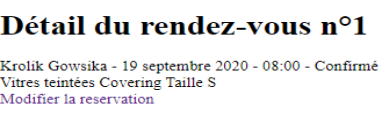 Détail du rendez-vous n°1
Krolik Gowsika - 19 septembre 2020 - 08:00 - Confirmé
Vitres teintées Covering Taille S
Modifier la reservation